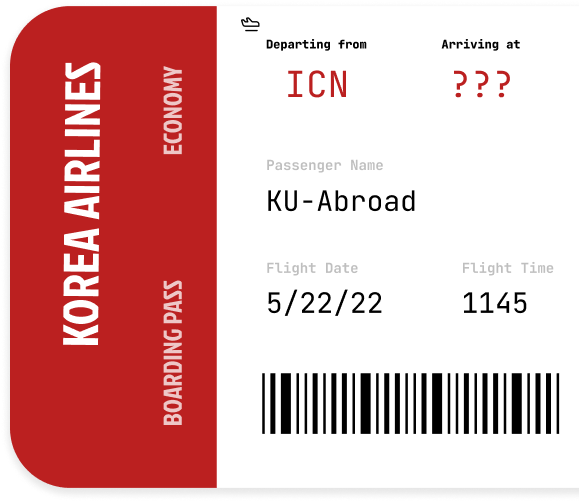 KOREA AIRLINES
ECONOMY
BOARDING PASS
Departing from
Arriving at
ICN
???
Passenger Name
KU-Abroad
Flight Date
Flight Time
5/22/22
1145